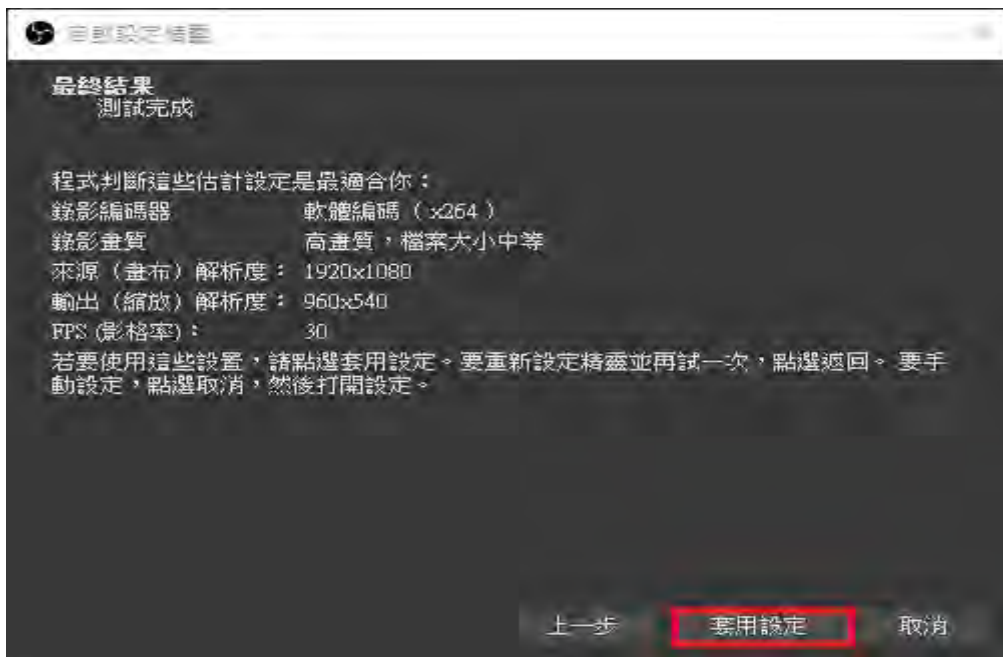 自動設定精靈
最終結果
測試完成
程式判斷這些估計設定是最適合你：
錄影編碼器 軟體編碼（x264）
錄影畫質 高畫質，檔案大小中等
來源（畫布）解析度： 1920x1080
輸出（縮放）解析度： 960x540
FPS (影格率)： 30
若要使用這些設置，請點選套用設定。要重新設定精靈並再試一次，點選返回。 要手
動設定，點選取消，然後打開設定。
上一步 套用設定 取消